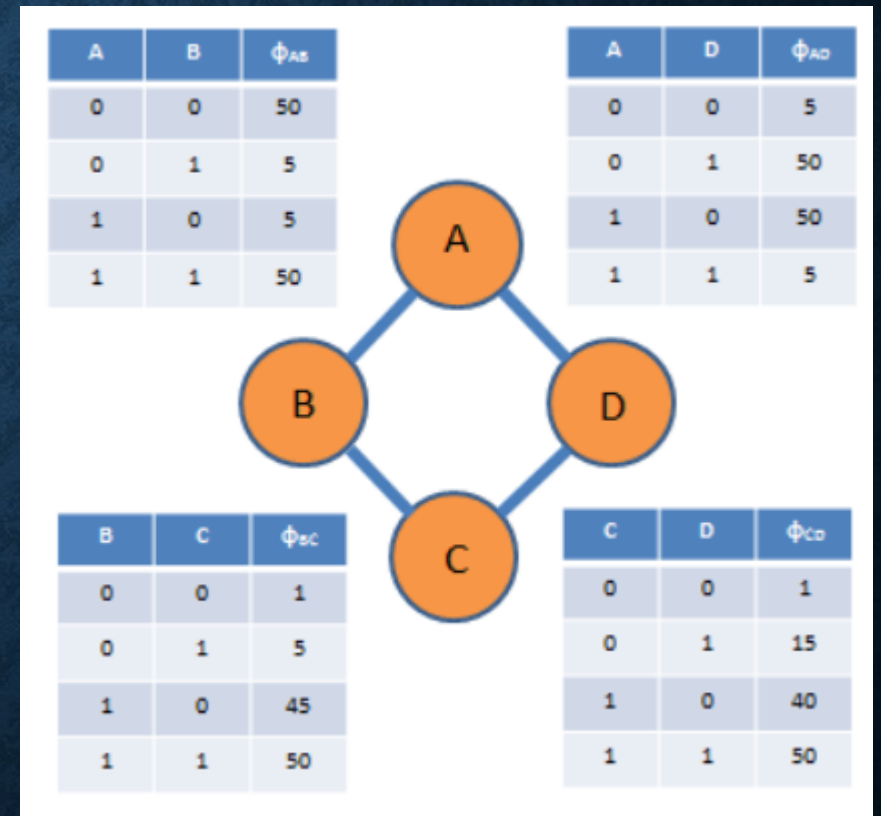 A B ϕAB
0 0 50
0 1 5
1 0 5
1 1 50
A D ϕAD
0 0 5
0 1 50
1 0 50
1 1 5
A
B
D
C
B C ϕBC
0 0 1
0 1 5
1 0 45
1 1 50
C D ϕCD
0 0 1
0 1 15
1 0 40
1 1 50